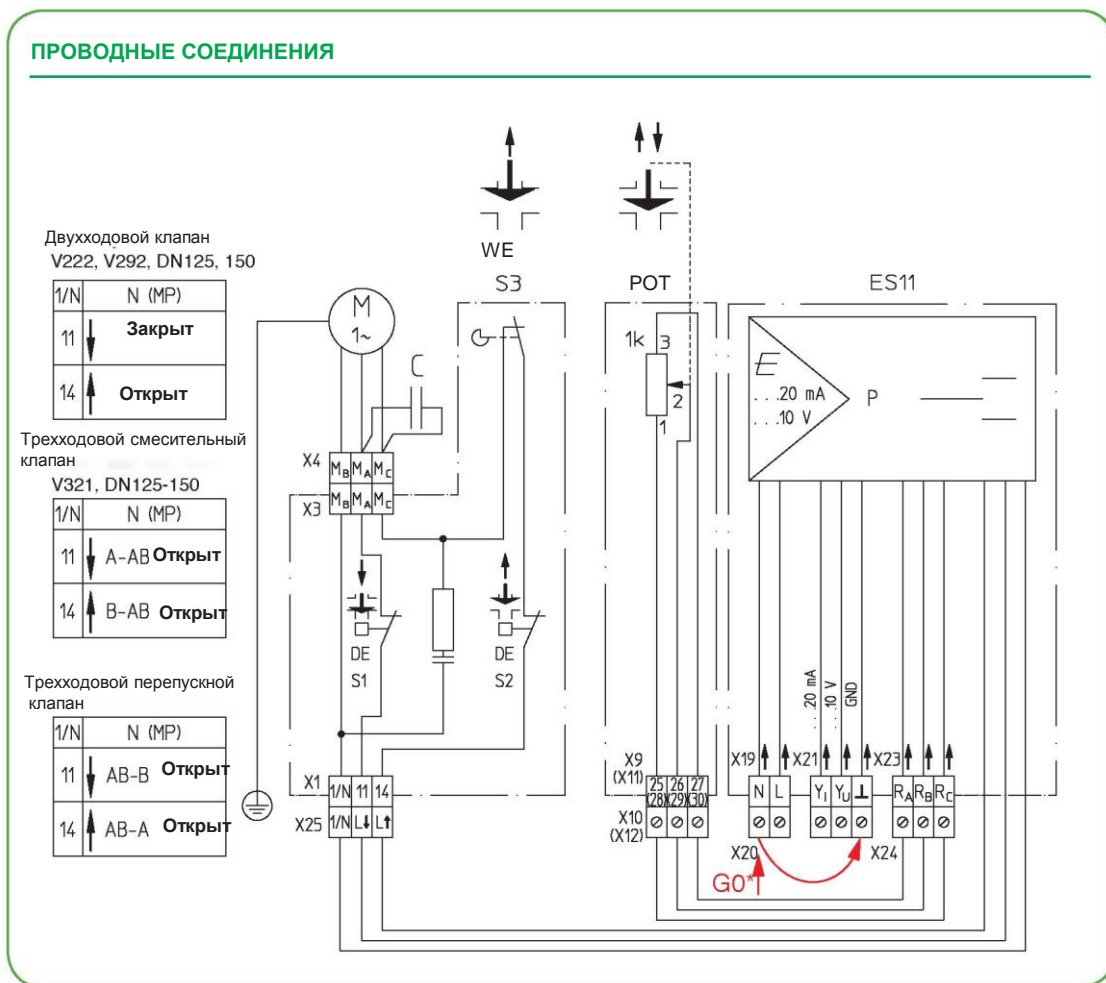 ПРОВОДНЫЕ СОЕДИНЕНИЯ
WE
S3
POT
ES11
Двухходовой клапан
V222, V292, DN125, 150
1/N N (MP)
11 Закрыт
14 Открыт
Трехходовой смесительный
клапан
V321, DN125-150
1/N N (MP)
11 A-AB Открыт
14 B-AB Открыт
Трехходовой перепускной
клапан
1/N N (MP)
11 AB-B Открыт
14 AB-A Открыт
M
1~
C
X4 MB MA MC
X3 MB MA MC
DE
S1
DE
S2
X1 1/N 11 14
X25 1/N L↓ L↑
1k 3
2
1
X9
(X11)
25 26 27
(28) (29) (30)
X10
(X12)
E
...20 mA
...10 V
P
...20 mA
...10 V
GND
X19 X21 X23
N L YI YU ⊥ RA RB RC
X20 X24
G0*